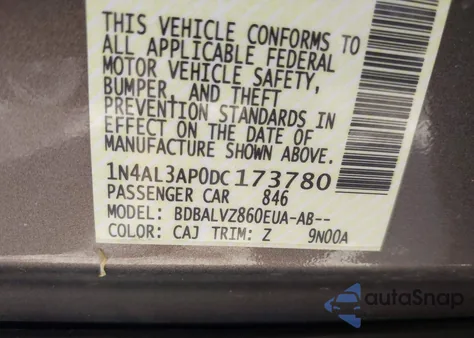 THIS VEHICLE CONFORMS TO
ALL APPLICABLE FEDERAL
MOTOR VEHICLE SAFETY,
BUMPER, AND THEFT
PREVENTION STANDARDS IN
EFFECT ON THE DATE OF
MANUFACTURE SHOWN ABOVE.
1N4AL3AP0DC173780
PASSENGER CAR 846
MODEL: BDBALVZ860EUA-AB--
COLOR: CAJ TRIM: Z 9N00A
autoSnap